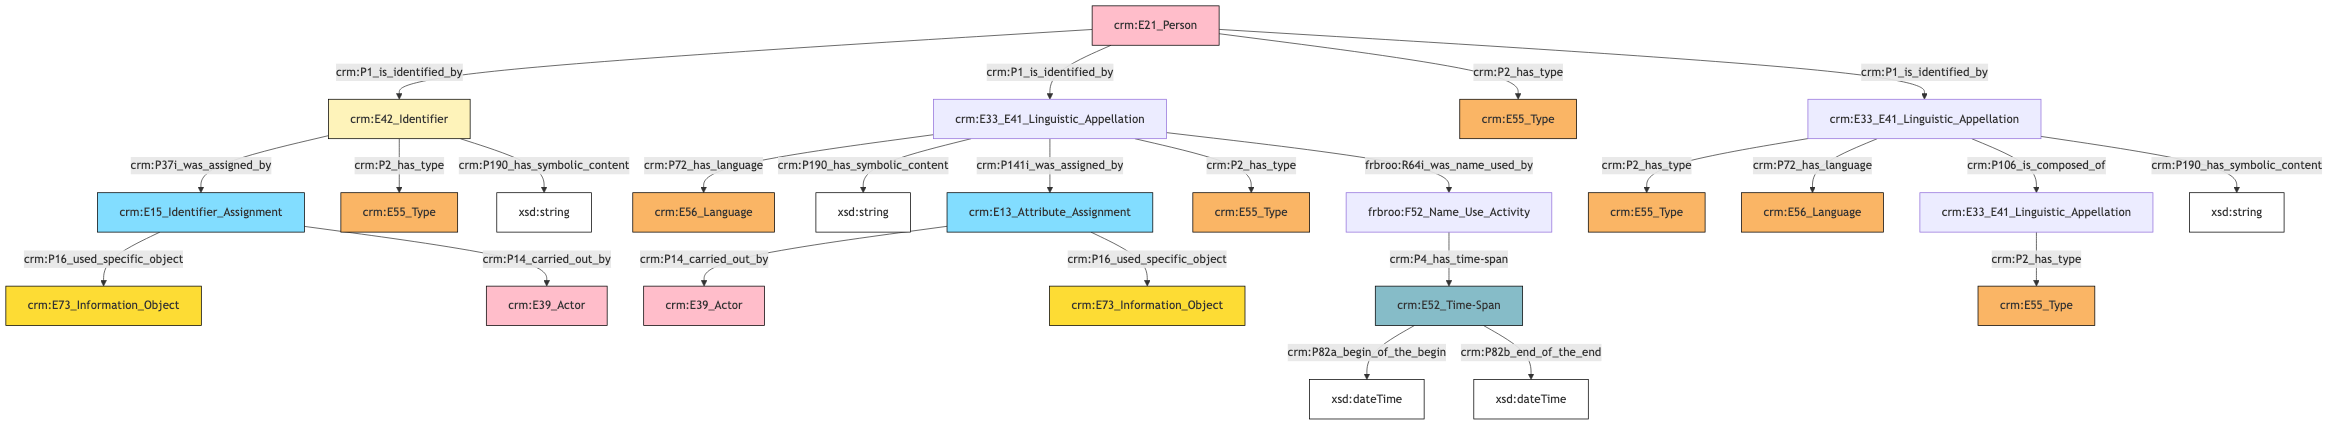 crm:E21_Person
crm:P1_is_identified_by crm:P1_is_identified_by crm:P2_has_type crm:P1_is_identified_by
crm:E42_Identifier crm:E33_E41_Linguistic_Appellation crm:E55_Type crm:E33_E41_Linguistic_Appellation
crm:P37i_was_assigned_by crm:P2_has_type crm:P190_has_symbolic_content crm:P72_has_language crm:P190_has_symbolic_content crm:P141i_was_assigned_by crm:P2_has_type frbroo:R64i_was_name_used_by crm:P2_has_type crm:P72_has_language crm:P106_is_composed_of crm:P190_has_symbolic_content
crm:E15_Identifier_Assignment crm:E55_Type xsd:string crm:E56_Language xsd:string crm:E13_Attribute_Assignment crm:E55_Type frbroo:F52_Name_Use_Activity crm:E55_Type crm:E56_Language crm:E33_E41_Linguistic_Appellation xsd:string
crm:P16_used_specific_object crm:P14_carried_out_by crm:P14_carried_out_by crm:P16_used_specific_object crm:P4_has_time-span crm:P2_has_type
crm:E73_Information_Object crm:E39_Actor crm:E39_Actor crm:E73_Information_Object crm:E52_Time-Span crm:E55_Type
crm:P82a_begin_of_the_begin crm:P82b_end_of_the_end
xsd:dateTime xsd:dateTime